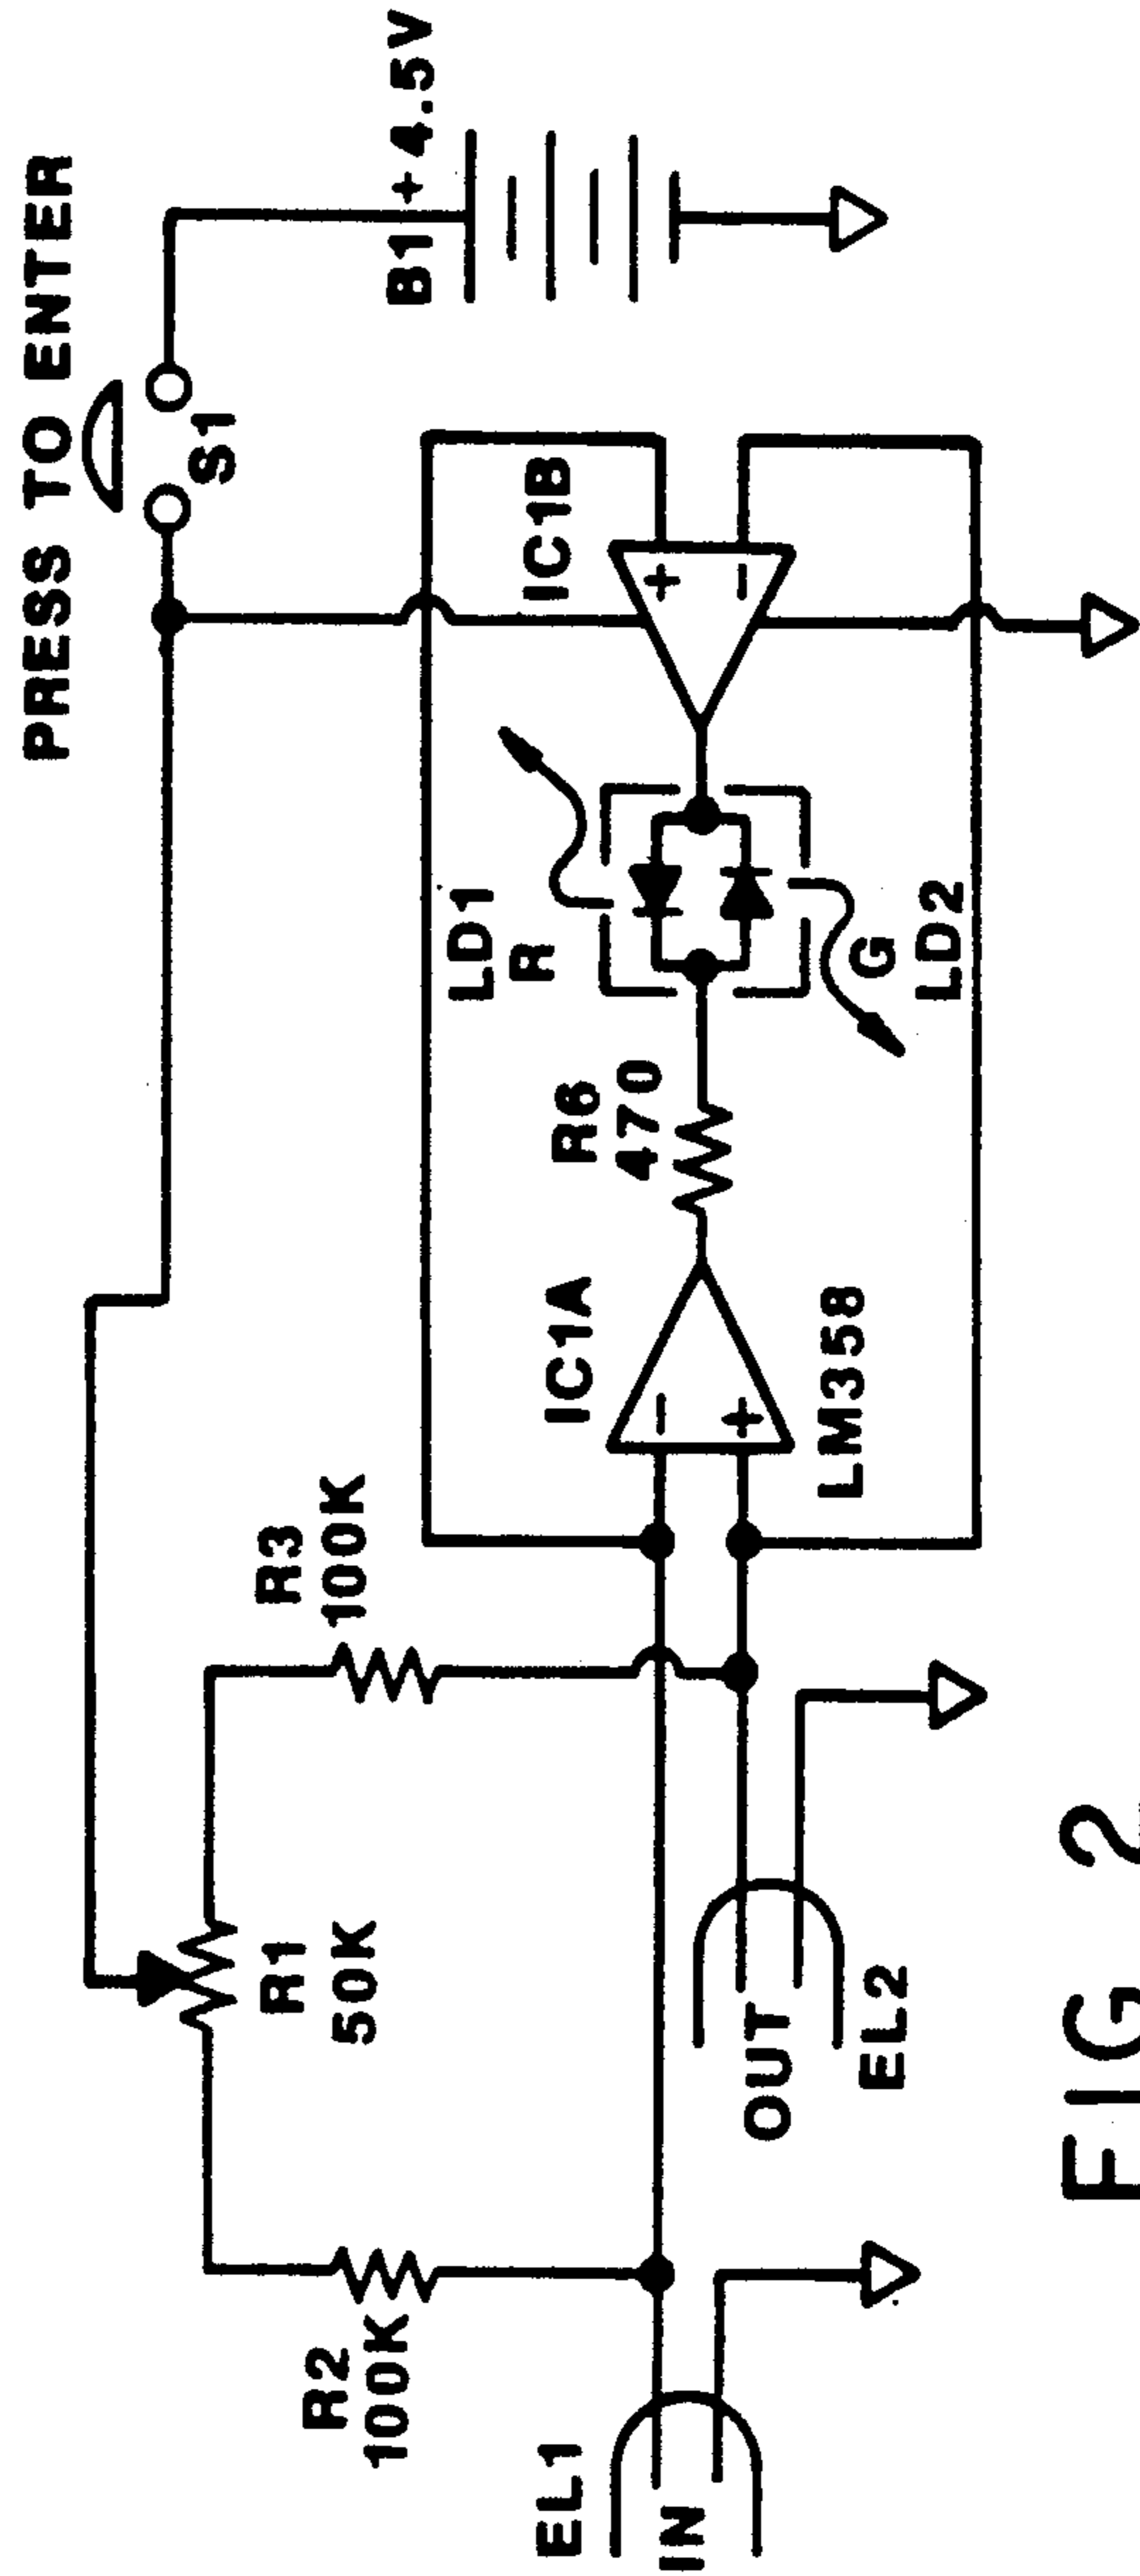 PRESS TO ENTER
S1
B1 + 4.5V
R1
50K
R2
100K
R3
100K
EL1
IN
OUT
EL2
IC1A
-
+
LM358
R6
470
LD1
R
G
LD2
IC1B
+
-
FIG 2